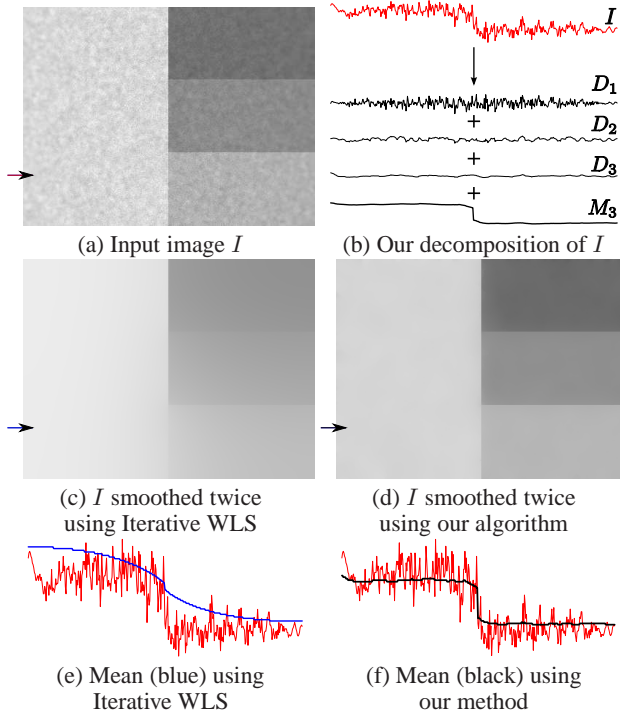 I
D1
+
D2
+
D3
+
M3
(a) Input image I
(b) Our decomposition of I
(c) I smoothed twice
using Iterative WLS
(d) I smoothed twice
using our algorithm
(e) Mean (blue) using
Iterative WLS
(f) Mean (black) using
our method